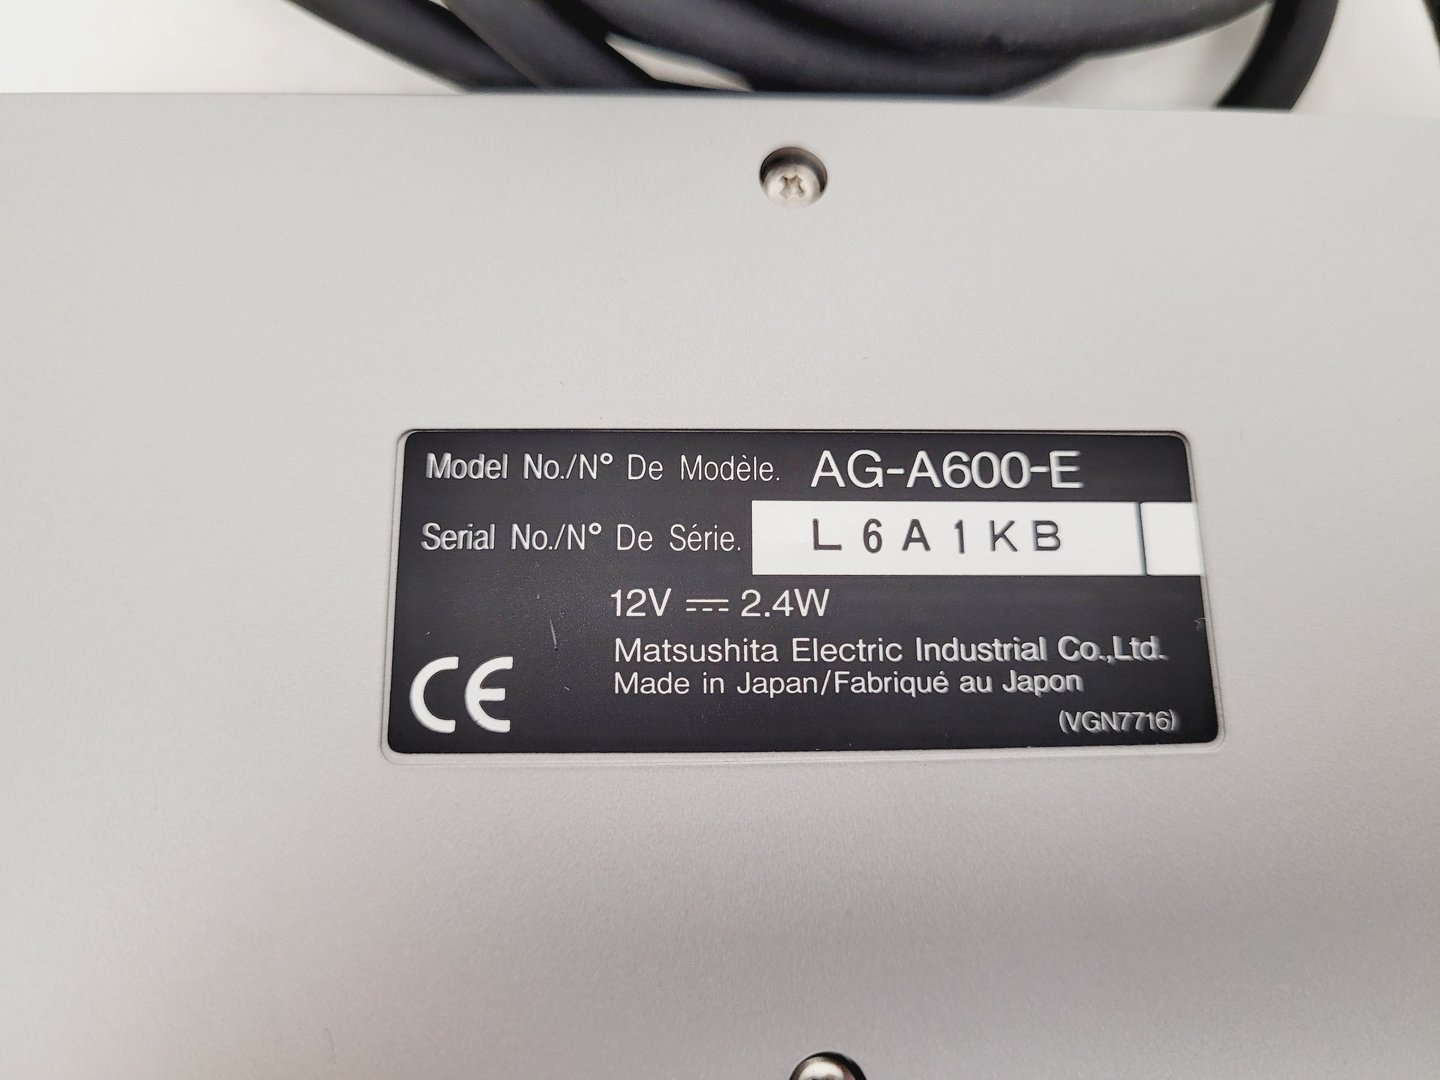 Model No./N° De Modèle. AG-A600-E
Serial No./N° De Série. L6A1KB
12V ⎓ 2.4W
Matsushita Electric Industrial Co.,Ltd.
Made in Japan/Fabriqué au Japon
CE
(VGN7716)